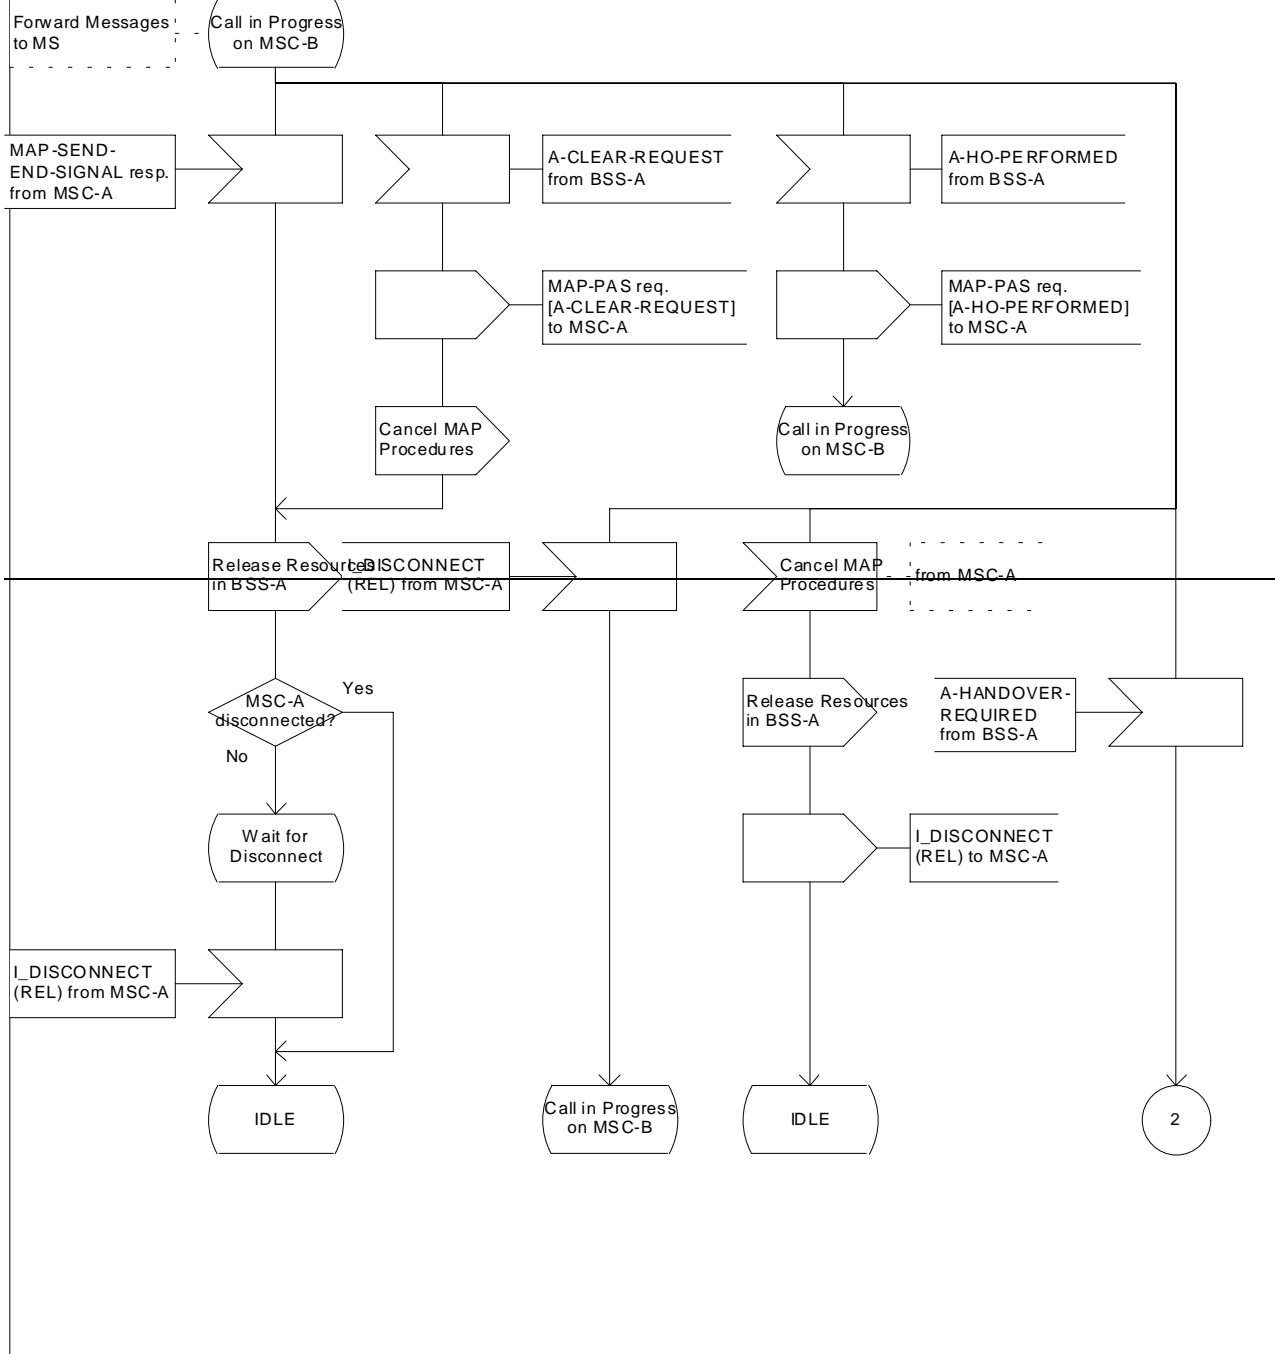 Forward Messages
to MS
Call in Progress
on MSC-B
MAP-SEND-
END-SIGNAL resp.
from MSC-A
A-CLEAR-REQUEST
from BSS-A
A-HO-PERFORMED
from BSS-A
MAP-PAS req.
[A-CLEAR-REQUEST]
to MSC-A
MAP-PAS req.
[A-HO-PERFORMED]
to MSC-A
Cancel MAP
Procedures
Call in Progress
on MSC-B
Release Resources
in BSS-A
I_DISCONNECT
(REL) from MSC-A
Cancel MAP
Procedures
from MSC-A
MSC-A
disconnected?
Yes
No
Release Resources
in BSS-A
A-HANDOVER-
REQUIRED
from BSS-A
Wait for
Disconnect
I_DISCONNECT
(REL) to MSC-A
I_DISCONNECT
(REL) from MSC-A
IDLE
Call in Progress
on MSC-B
IDLE
2